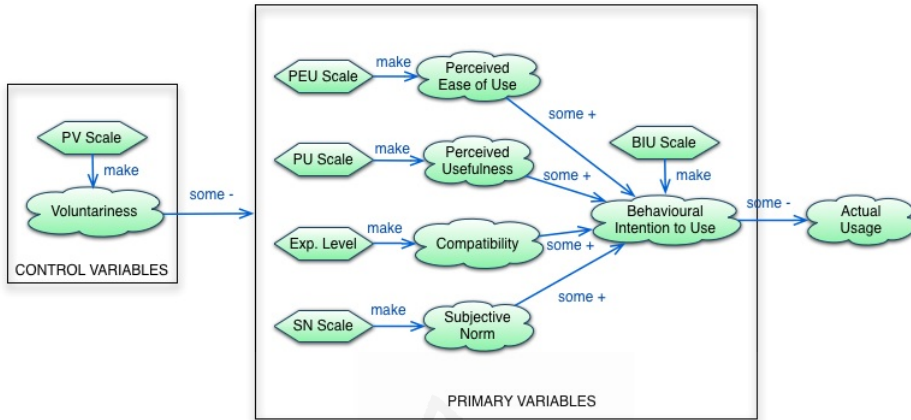 PEU Scale
make
Perceived
Ease of Use
some +
PV Scale
make
Voluntariness
CONTROL VARIABLES
some -
PU Scale
make
Perceived
Usefulness
some +
BIU Scale
make
Behavioural
Intention to Use
some -
Actual
Usage
Exp. Level
make
Compatibility
some +
SN Scale
make
Subjective
Norm
some +
PRIMARY VARIABLES